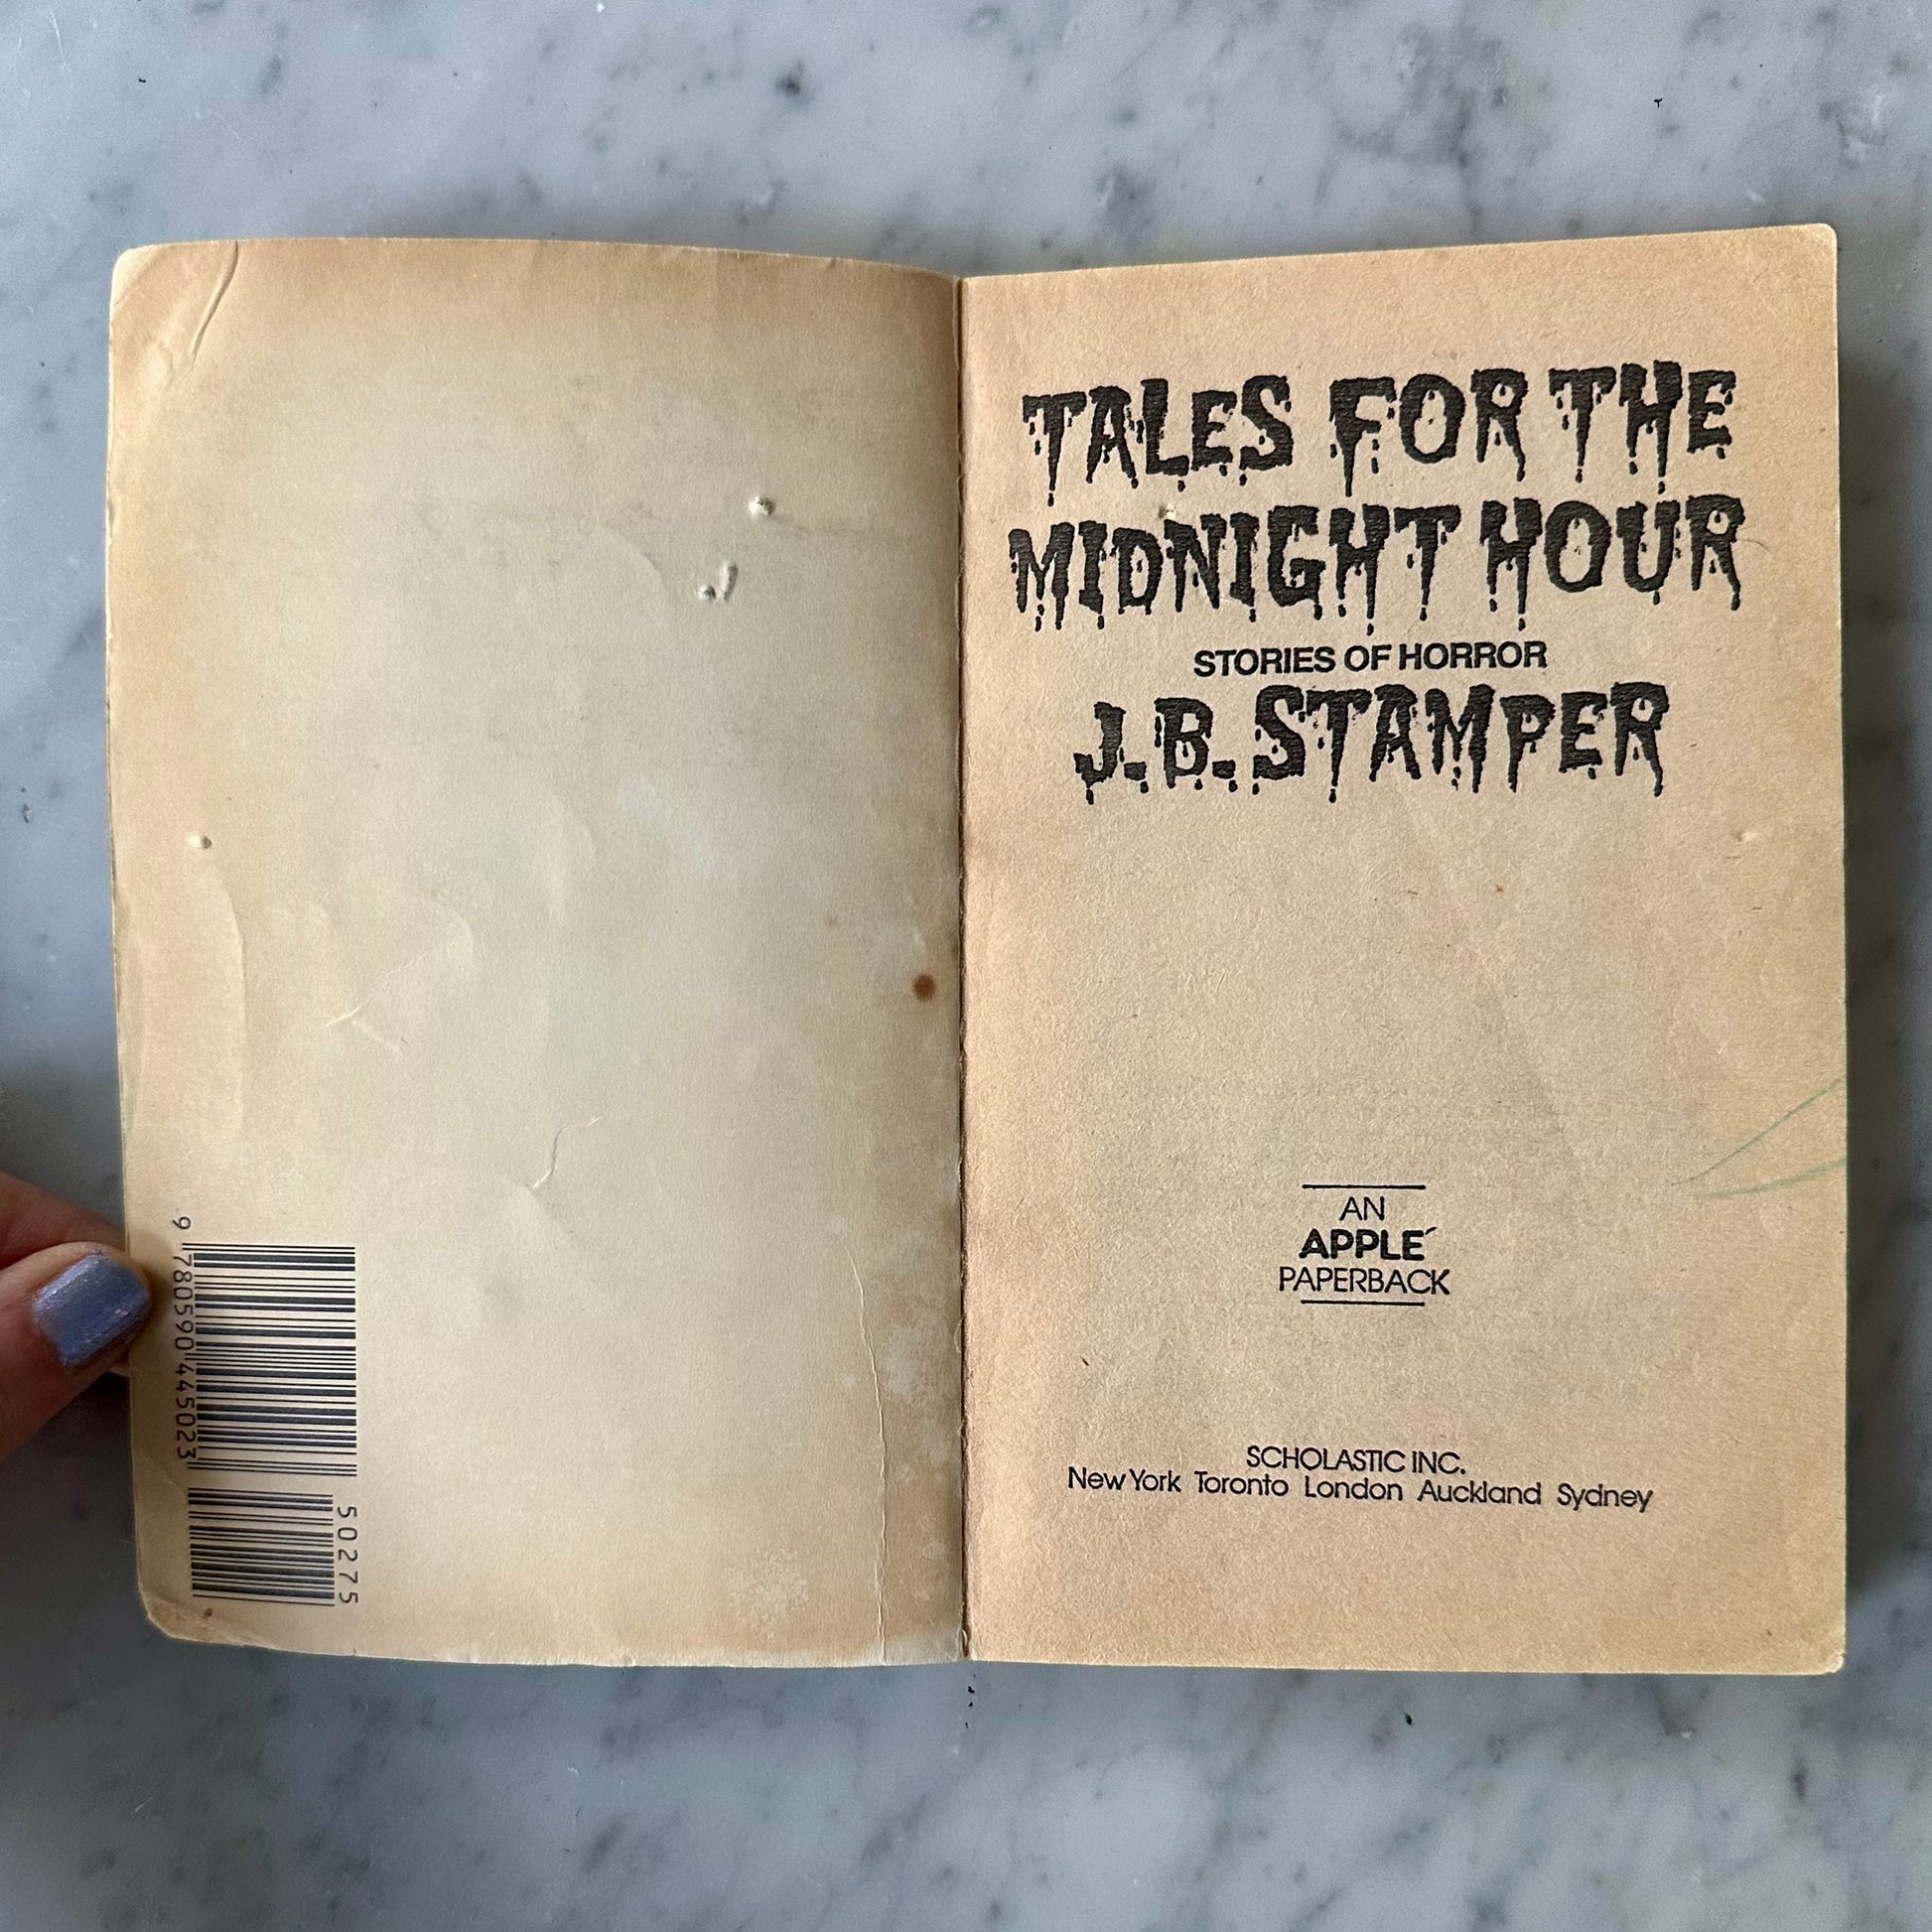 9 780590 445023
50275
TALES FOR THE
MIDNIGHT HOUR
STORIES OF HORROR
J.B. STAMPER
AN
APPLE
PAPERBACK
SCHOLASTIC INC.
New York Toronto London Auckland Sydney